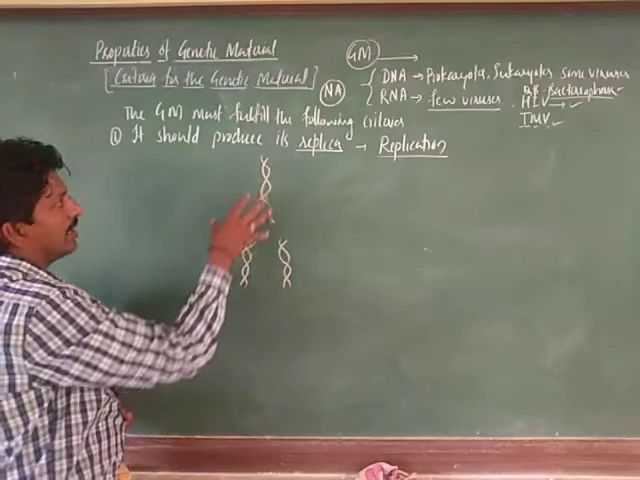 Properties of Genetic Material
[Criteria for the Genetic Material]
GM →
NA
DNA → Prokaryotes, Eukaryotes some viruses
RNA → few viruses. Qβ-Bacteriophage
HIV ✓
TMV ✓
The GM must fulfill the following criteria
① It should produce its replica → Replication